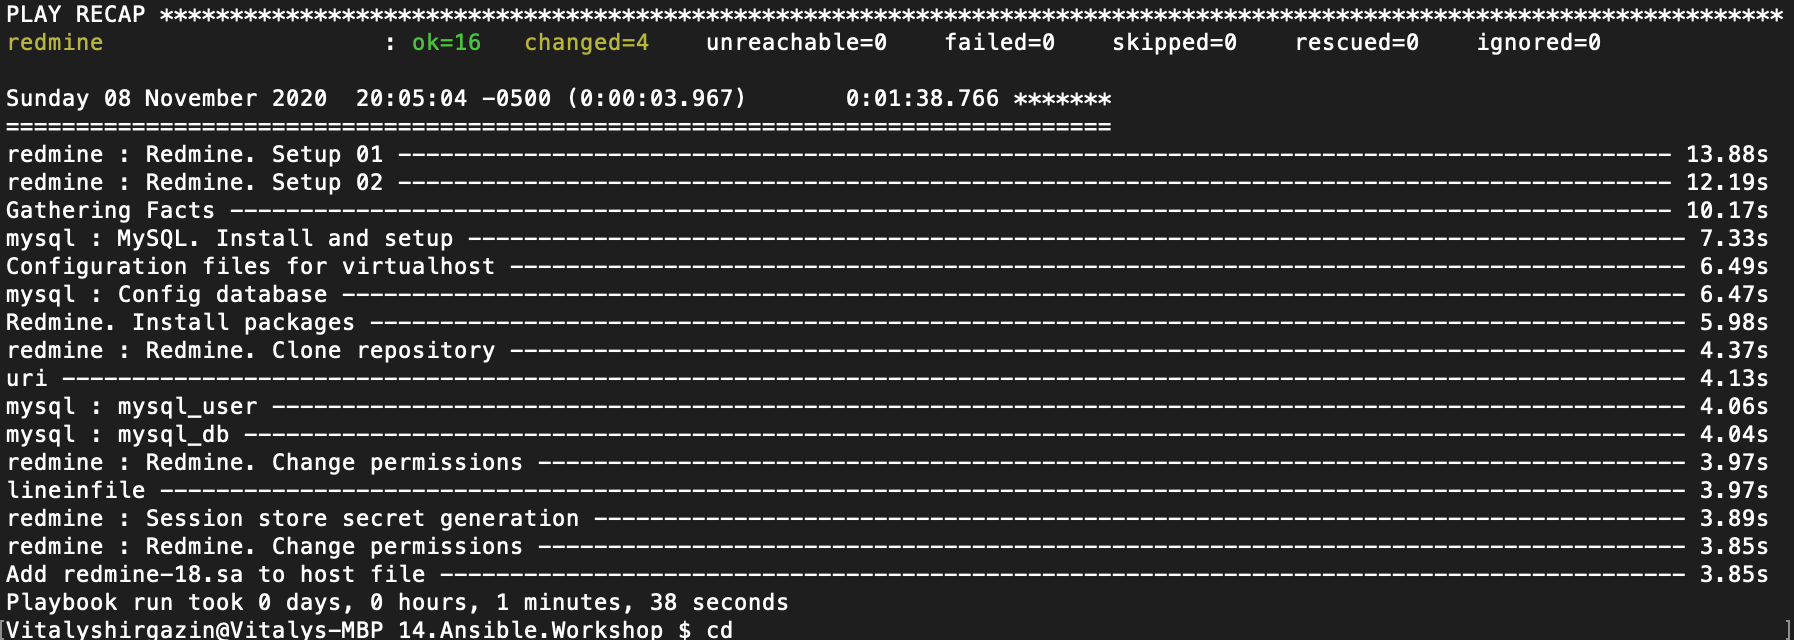 PLAY RECAP ********************************************************************************************************************
redmine                    : ok=16   changed=4    unreachable=0    failed=0    skipped=0    rescued=0    ignored=0
Sunday 08 November 2020  20:05:04 -0500 (0:00:03.967)       0:01:38.766 *******
===============================================================================
redmine : Redmine. Setup 01 ------------------------------------------------------------------------------------------- 13.88s
redmine : Redmine. Setup 02 ------------------------------------------------------------------------------------------- 12.19s
Gathering Facts ------------------------------------------------------------------------------------------------------- 10.17s
mysql : MySQL. Install and setup --------------------------------------------------------------------------------------- 7.33s
Configuration files for virtualhost ------------------------------------------------------------------------------------ 6.49s
mysql : Config database ------------------------------------------------------------------------------------------------ 6.47s
Redmine. Install packages ---------------------------------------------------------------------------------------------- 5.98s
redmine : Redmine. Clone repository ------------------------------------------------------------------------------------ 4.37s
uri -------------------------------------------------------------------------------------------------------------------- 4.13s
mysql : mysql_user ----------------------------------------------------------------------------------------------------- 4.06s
mysql : mysql_db ------------------------------------------------------------------------------------------------------- 4.04s
redmine : Redmine. Change permissions ---------------------------------------------------------------------------------- 3.97s
lineinfile ------------------------------------------------------------------------------------------------------------- 3.97s
redmine : Session store secret generation ------------------------------------------------------------------------------ 3.89s
redmine : Redmine. Change permissions ---------------------------------------------------------------------------------- 3.85s
Add redmine-18.sa to host file ----------------------------------------------------------------------------------------- 3.85s
Playbook run took 0 days, 0 hours, 1 minutes, 38 seconds
[Vitalyshirgazin@Vitalys-MBP 14.Ansible.Workshop $ cd ]